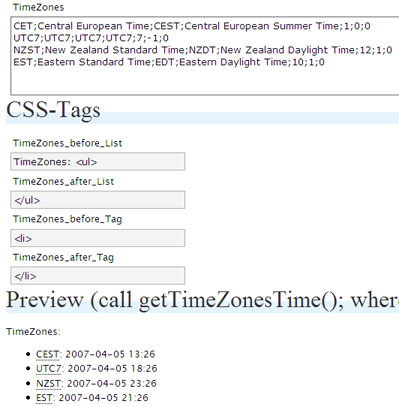 TimeZones
CET;Central European Time;CEST;Central European Summer Time;1;0;0
UTC7;UTC7;UTC7;UTC7;7;-1;0
NZST;New Zealand Standard Time;NZDT;New Zealand Daylight Time;12;1;0
EST;Eastern Standard Time;EDT;Eastern Daylight Time;10;1;0
CSS-Tags
TimeZones_before_List
TimeZones: <ul>
TimeZones_after_List
</ul>
TimeZones_before_Tag
<li>
TimeZones_after_Tag
</li>
Preview (call getTimeZonesTime(); wher
TimeZones:
• CEST: 2007-04-05 13:26
• UTC7: 2007-04-05 18:26
• NZST: 2007-04-05 23:26
• EST: 2007-04-05 21:26